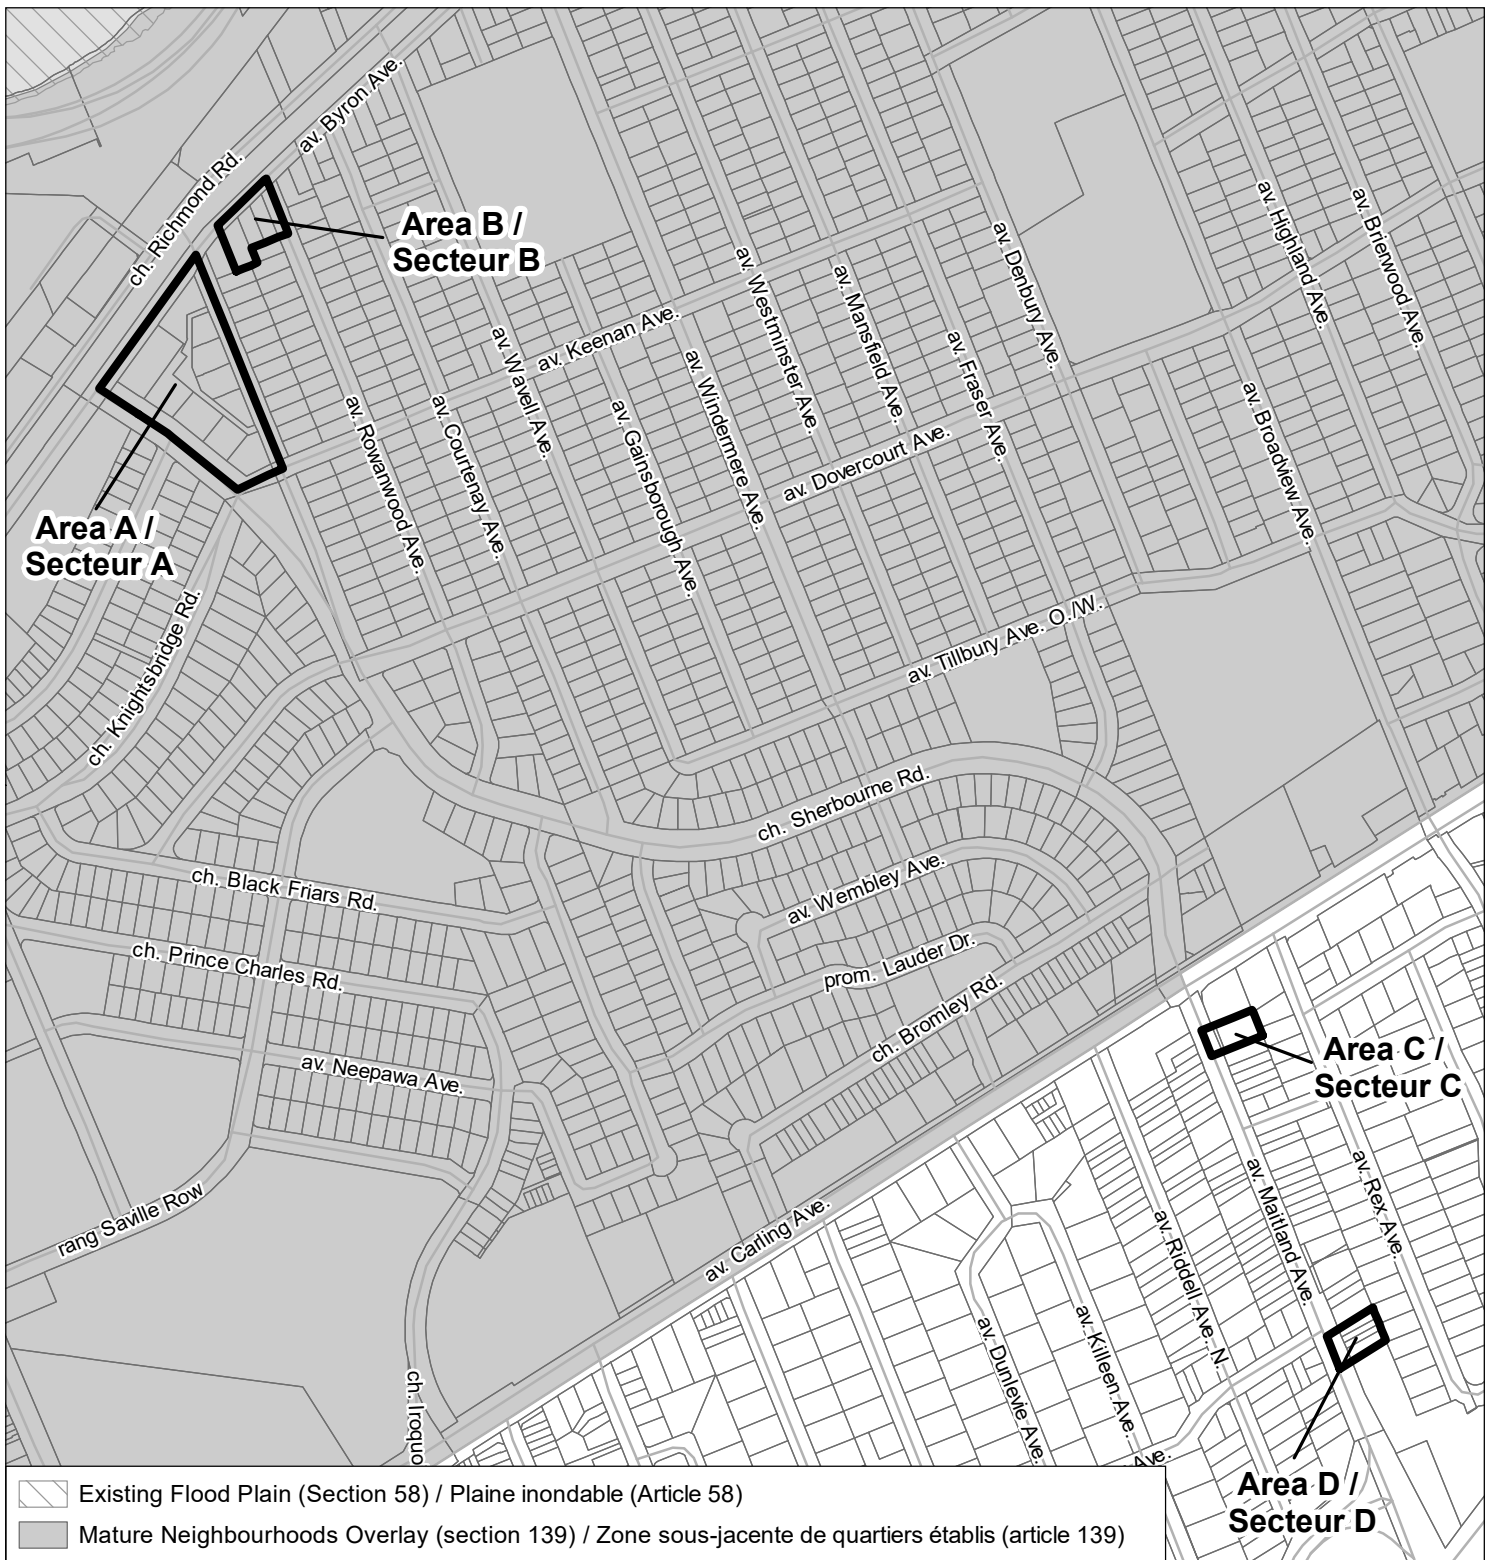 av. Byron Ave.
ch. Richmond Rd.
Area B /
Secteur B
av. Highland Ave.
av. Brierwood Ave.
av. Denbury Ave.
av. Westminster Ave.
av. Mansfield Ave.
av. Keenan Ave.
av. Wavell Ave.
av. Fraser Ave.
av. Windermere Ave.
av. Rowanwood Ave.
av. Courtenay Ave.
av. Gainsborough Ave.
av. Broadview Ave.
av. Dovercourt Ave.
Area A /
Secteur A
ch. Knightsbridge Rd.
av. Tillbury Ave. O./W.
ch. Sherbourne Rd.
ch. Black Friars Rd.
av. Wembley Ave.
ch. Prince Charles Rd.
prom. Lauder Dr.
ch. Bromley Rd.
Area C /
Secteur C
av. Neepawa Ave.
av. Maitland Ave.
av. Rex Ave.
rang Saville Row
av. Carling Ave.
av. Riddell Ave. N.
av. Killeen Ave.
av. Dunlevie Ave.
ch. Iroquo
Ave.
Area D /
Secteur D
Existing Flood Plain (Section 58) / Plaine inondable (Article 58)
Mature Neighbourhoods Overlay (section 139) / Zone sous-jacente de quartiers établis (article 139)